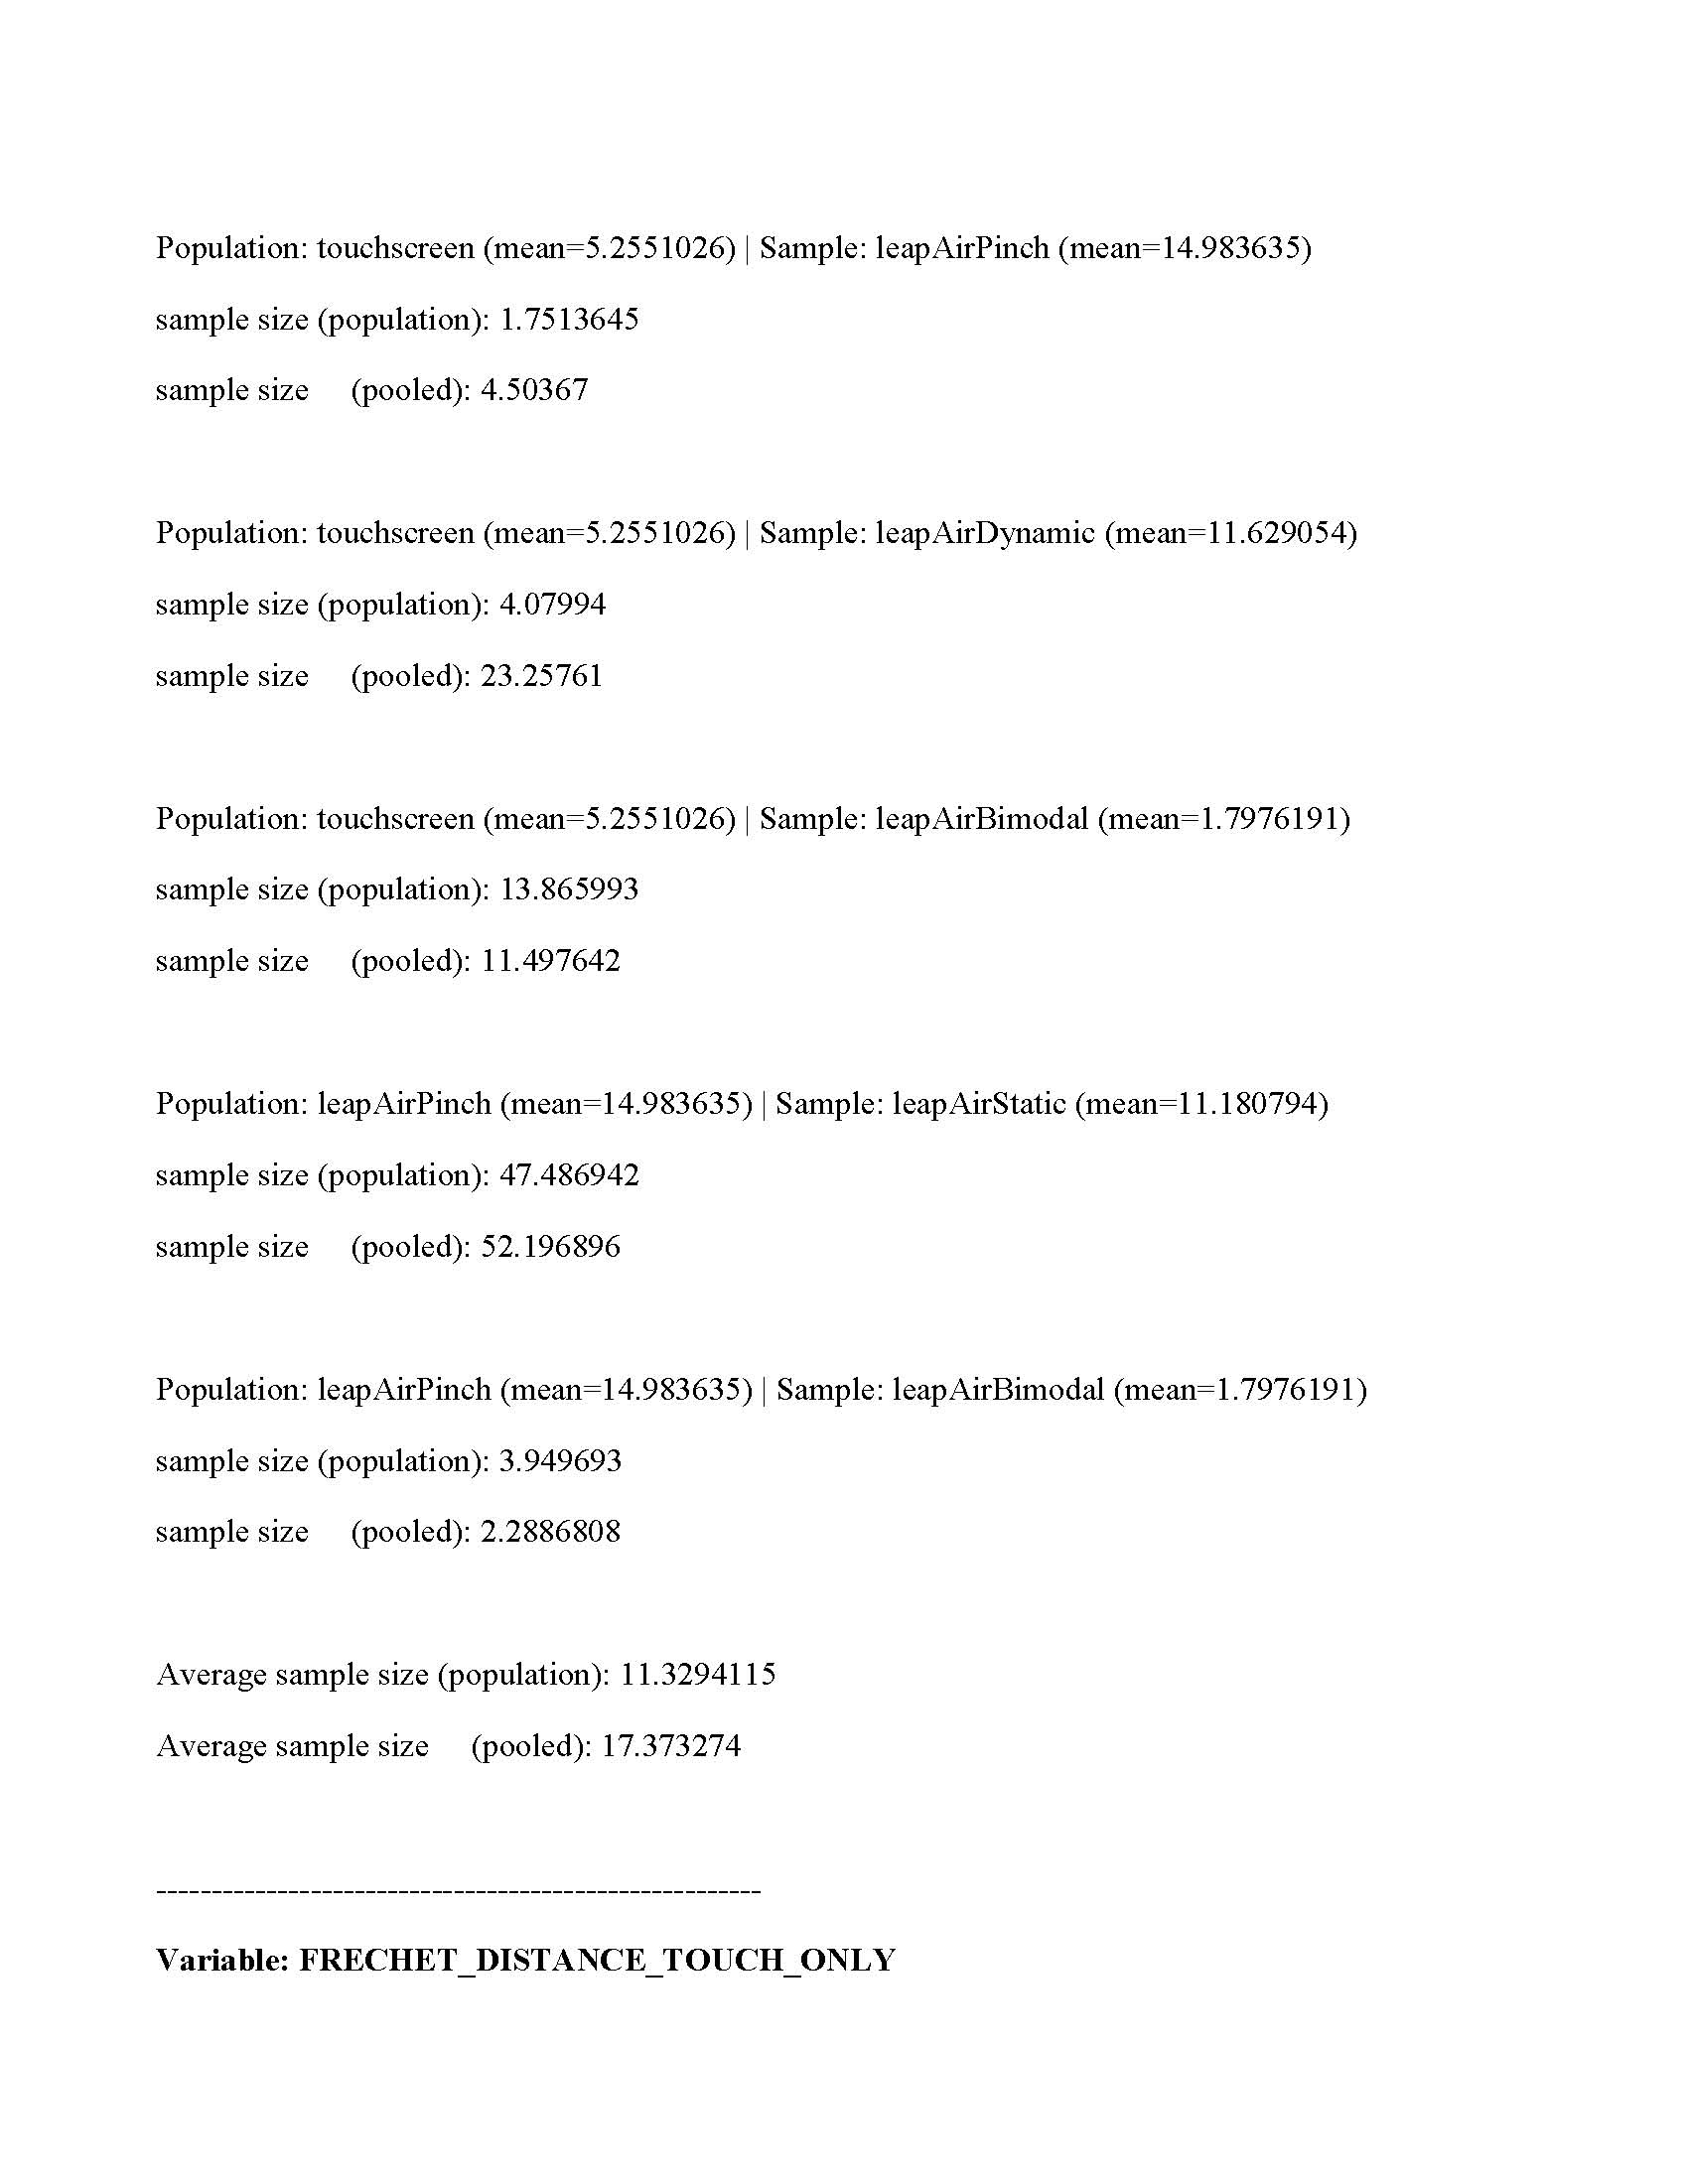 Population: touchscreen (mean=5.2551026) | Sample: leapAirPinch (mean=14.983635)
sample size (population): 1.7513645
sample size     (pooled): 4.50367
Population: touchscreen (mean=5.2551026) | Sample: leapAirDynamic (mean=11.629054)
sample size (population): 4.07994
sample size     (pooled): 23.25761
Population: touchscreen (mean=5.2551026) | Sample: leapAirBimodal (mean=1.7976191)
sample size (population): 13.865993
sample size     (pooled): 11.497642
Population: leapAirPinch (mean=14.983635) | Sample: leapAirStatic (mean=11.180794)
sample size (population): 47.486942
sample size     (pooled): 52.196896
Population: leapAirPinch (mean=14.983635) | Sample: leapAirBimodal (mean=1.7976191)
sample size (population): 3.949693
sample size     (pooled): 2.2886808
Average sample size (population): 11.3294115
Average sample size     (pooled): 17.373274
-------------------------------------------------------
Variable: FRECHET_DISTANCE_TOUCH_ONLY